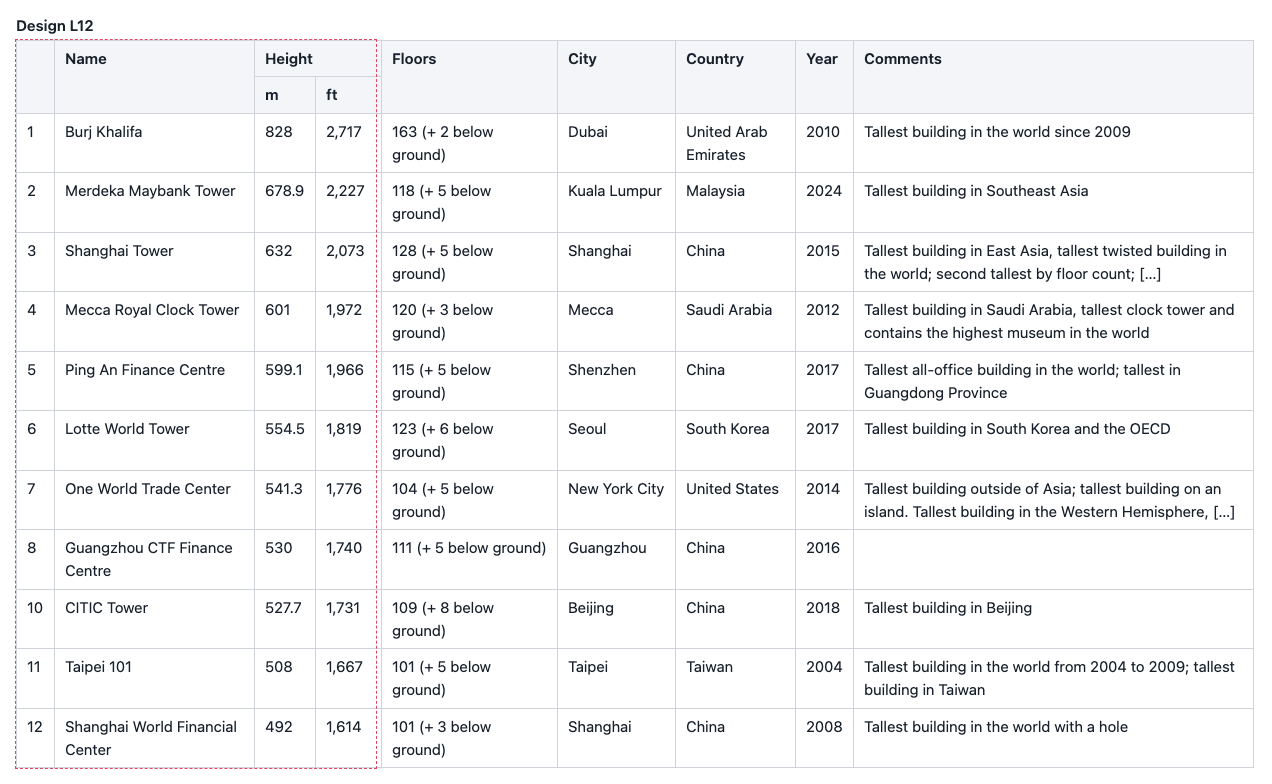 Design L12
Name Height Floors City Country Year Comments
m ft
1 Burj Khalifa 828 2,717 163 (+ 2 below Dubai United Arab 2010 Tallest building in the world since 2009
ground) Emirates
2 Merdeka Maybank Tower 678.9 2,227 118 (+ 5 below Kuala Lumpur Malaysia 2024 Tallest building in Southeast Asia
ground)
3 Shanghai Tower 632 2,073 128 (+ 5 below Shanghai China 2015 Tallest building in East Asia, tallest twisted building in
ground) the world; second tallest by floor count; [...]
4 Mecca Royal Clock Tower 601 1,972 120 (+ 3 below Mecca Saudi Arabia 2012 Tallest building in Saudi Arabia, tallest clock tower and
ground) contains the highest museum in the world
5 Ping An Finance Centre 599.1 1,966 115 (+ 5 below Shenzhen China 2017 Tallest all-office building in the world; tallest in
ground) Guangdong Province
6 Lotte World Tower 554.5 1,819 123 (+ 6 below Seoul South Korea 2017 Tallest building in South Korea and the OECD
ground)
7 One World Trade Center 541.3 1,776 104 (+ 5 below New York City United States 2014 Tallest building outside of Asia; tallest building on an
ground) island. Tallest building in the Western Hemisphere, [...]
8 Guangzhou CTF Finance 530 1,740 111 (+ 5 below ground) Guangzhou China 2016
Centre
10 CITIC Tower 527.7 1,731 109 (+ 8 below Beijing China 2018 Tallest building in Beijing
ground)
11 Taipei 101 508 1,667 101 (+ 5 below Taipei Taiwan 2004 Tallest building in the world from 2004 to 2009; tallest
ground) building in Taiwan
12 Shanghai World Financial 492 1,614 101 (+ 3 below Shanghai China 2008 Tallest building in the world with a hole
Center ground)